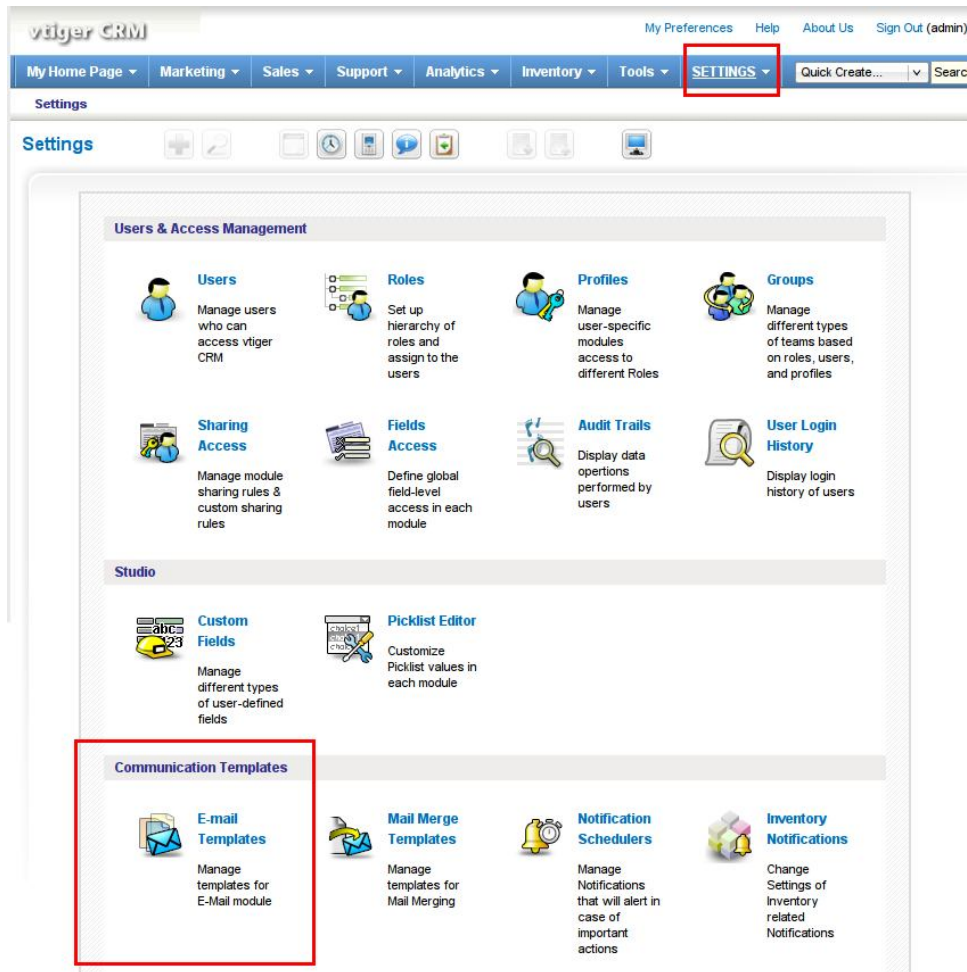 vtiger CRM
My Preferences Help About Us Sign Out (admin)
My Home Page Marketing Sales Support Analytics Inventory Tools SETTINGS Quick Create... Searc
Settings
Settings
Users & Access Management
Users
Manage users
who can
access vtiger
CRM
Roles
Set up
hierarchy of
roles and
assign to the
users
Profiles
Manage
user-specific
modules
access to
different Roles
Groups
Manage
different types
of teams based
on roles, users,
and profiles
Sharing
Access
Manage module
sharing rules &
custom sharing
rules
Fields
Access
Define global
field-level
access in each
module
Audit Trails
Display data
opertions
performed by
users
User Login
History
Display login
history of users
Studio
abc
123
Custom
Fields
Manage
different types
of user-defined
fields
choice1
Picklist Editor
Customize
Picklist values in
each module
Communication Templates
E-mail
Templates
Manage
templates for
E-Mail module
Mail Merge
Templates
Manage
templates for
Mail Merging
Notification
Schedulers
Manage
Notifications
that will alert in
case of
important
actions
Inventory
Notifications
Change
Settings of
Inventory
related
Notifications